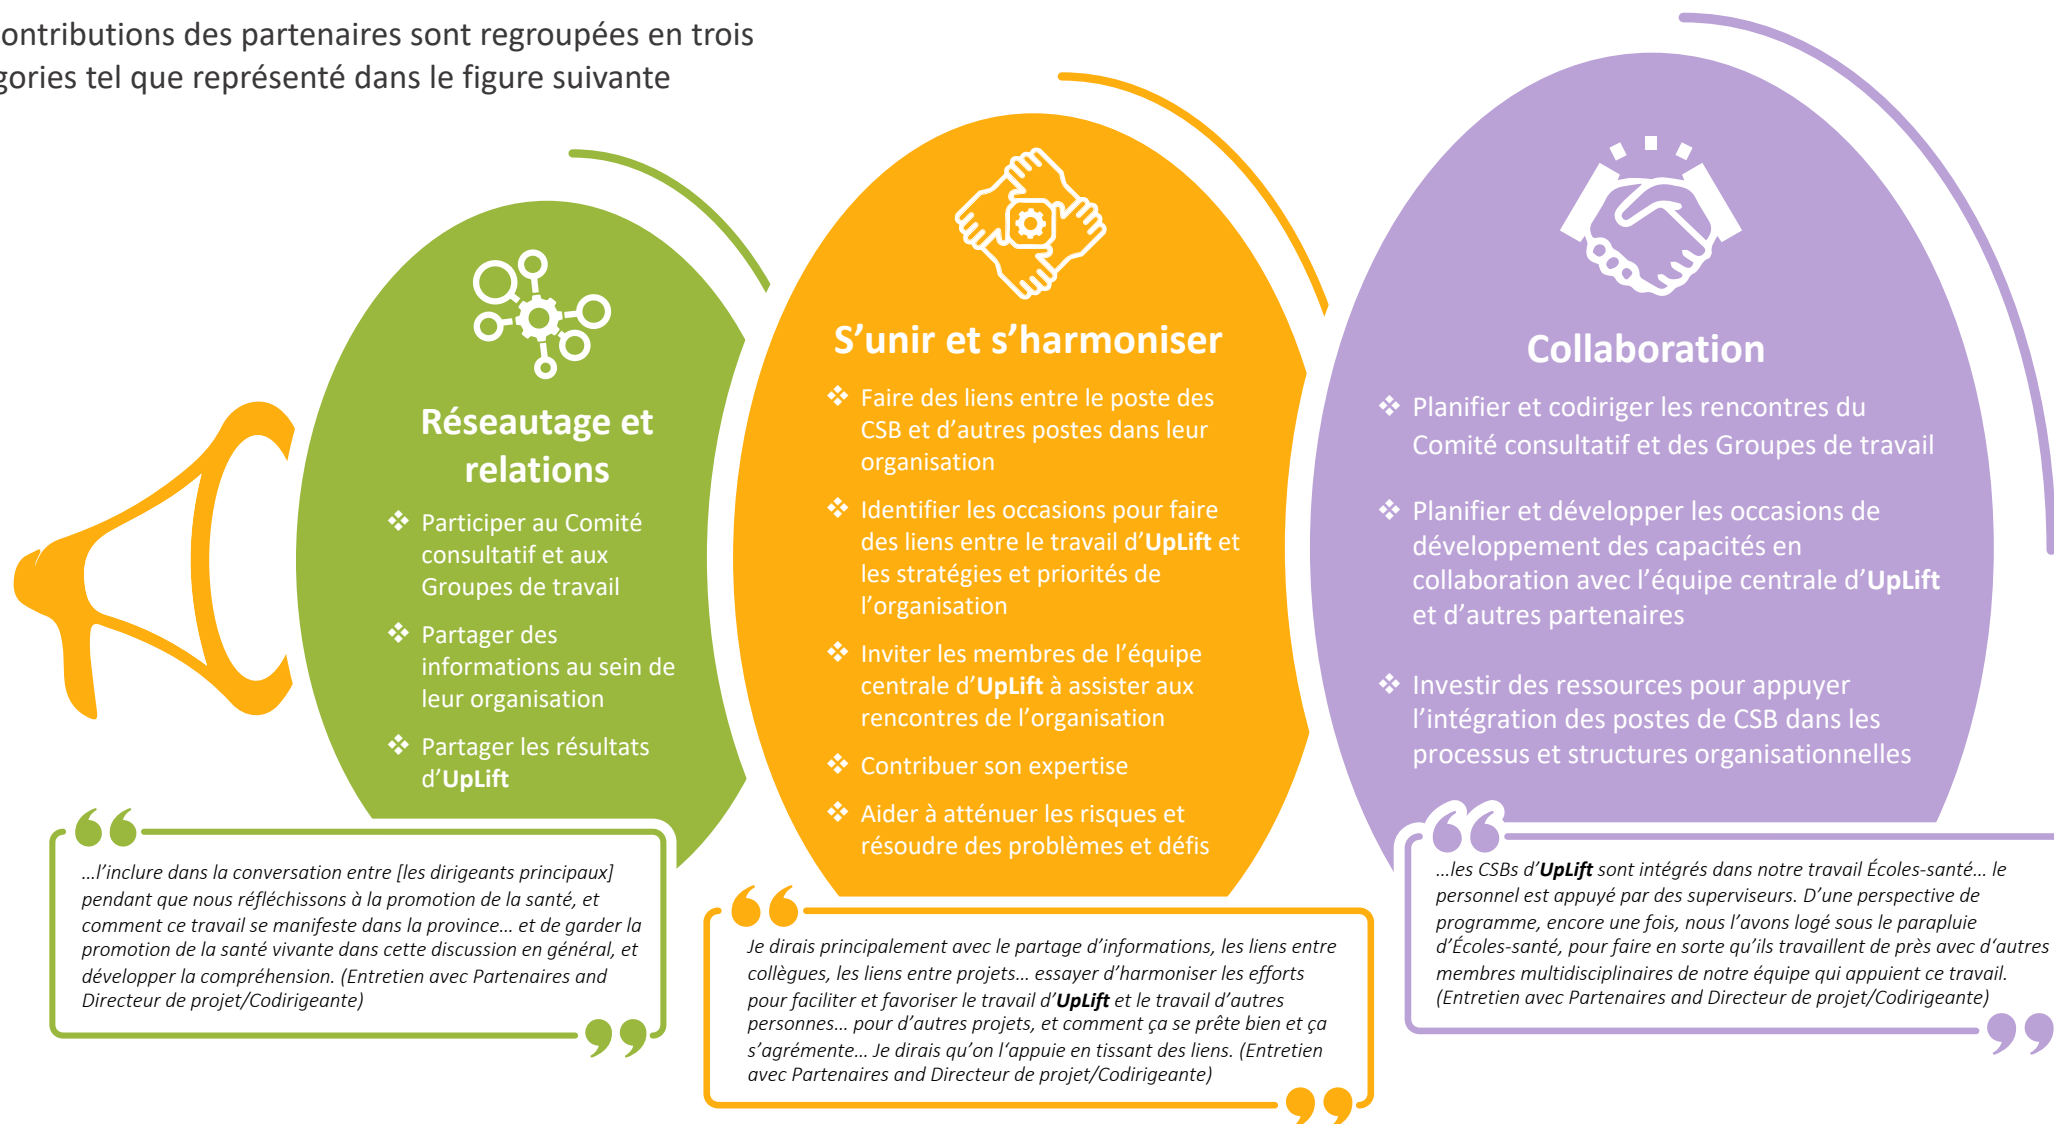 ontributions des partenaires sont regroupées en trois
gories tel que représenté dans le figure suivante
Réseautage et
relations
❖ Participer au Comité
consultatif et aux
Groupes de travail
❖ Partager des
informations au sein de
leur organisation
❖ Partager les résultats
d’UpLift
“
…l’inclure dans la conversation entre [les dirigeants principaux]
pendant que nous réfléchissons à la promotion de la santé, et
comment ce travail se manifeste dans la province… et de garder la
promotion de la santé vivante dans cette discussion en général, et
développer la compréhension. (Entretien avec Partenaires and
Directeur de projet/Codirigeante)
”
S’unir et s’harmoniser
❖ Faire des liens entre le poste des
CSB et d’autres postes dans leur
organisation
❖ Identifier les occasions pour faire
des liens entre le travail d’UpLift et
les stratégies et priorités de
l’organisation
❖ Inviter les membres de l’équipe
centrale d’UpLift à assister aux
rencontres de l’organisation
❖ Contribuer son expertise
❖ Aider à atténuer les risques et
résoudre des problèmes et défis
“
Je dirais principalement avec le partage d’informations, les liens entre
collègues, les liens entre projets… essayer d’harmoniser les efforts
pour faciliter et favoriser le travail d’UpLift et le travail d’autres
personnes… pour d’autres projets, et comment ça se prête bien et ça
s’agrémente… Je dirais qu’on l‘appuie en tissant des liens. (Entretien
avec Partenaires and Directeur de projet/Codirigeante)
”
Collaboration
❖ Planifier et codiriger les rencontres du
Comité consultatif et des Groupes de travail
❖ Planifier et développer les occasions de
développement des capacités en
collaboration avec l’équipe centrale d’UpLift
et d’autres partenaires
❖ Investir des ressources pour appuyer
l’intégration des postes de CSB dans les
processus et structures organisationnelles
“
…les CSBs d’UpLift sont intégrés dans notre travail Écoles-santé… le
personnel est appuyé par des superviseurs. D’une perspective de
programme, encore une fois, nous l’avons logé sous le parapluie
d’Écoles-santé, pour faire en sorte qu’ils travaillent de près avec d‘autres
membres multidisciplinaires de notre équipe qui appuient ce travail.
(Entretien avec Partenaires and Directeur de projet/Codirigeante)
”